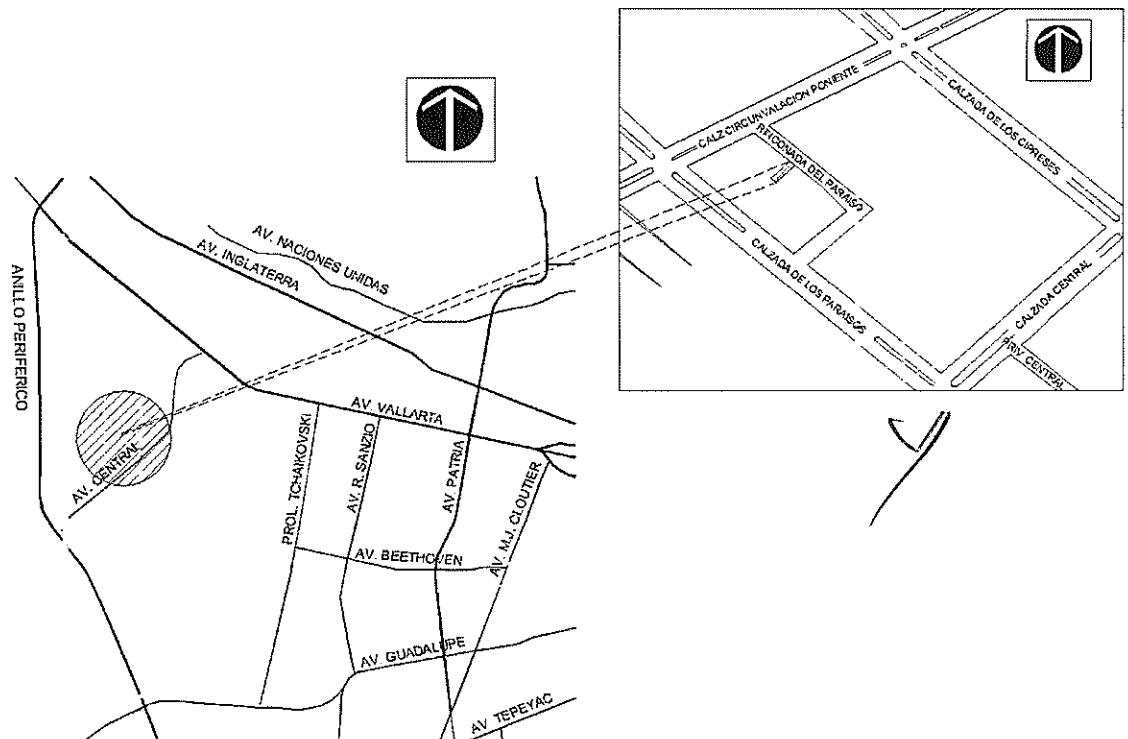 CALZ CIRCUNVALACION PONIENTE
RINCONADA DEL PARAISO
CALZADA DE LOS CIPRESES
CALZADA DE LOS PARAISOS
CALZADA CENTRAL
PRIV. CENTRAL
AV. NACIONES UNIDAS
AV. INGLATERRA
ANILLO PERIFERICO
AV. CENTRAL
AV. VALLARTA
PROL. TCHAIKOVSKI
AV. R. SANZIO
AV. PATRIA
AV. M.J. CLOUTIER
AV. BEETHOVEN
AV. GUADALUPE
AV. TEPEYAC